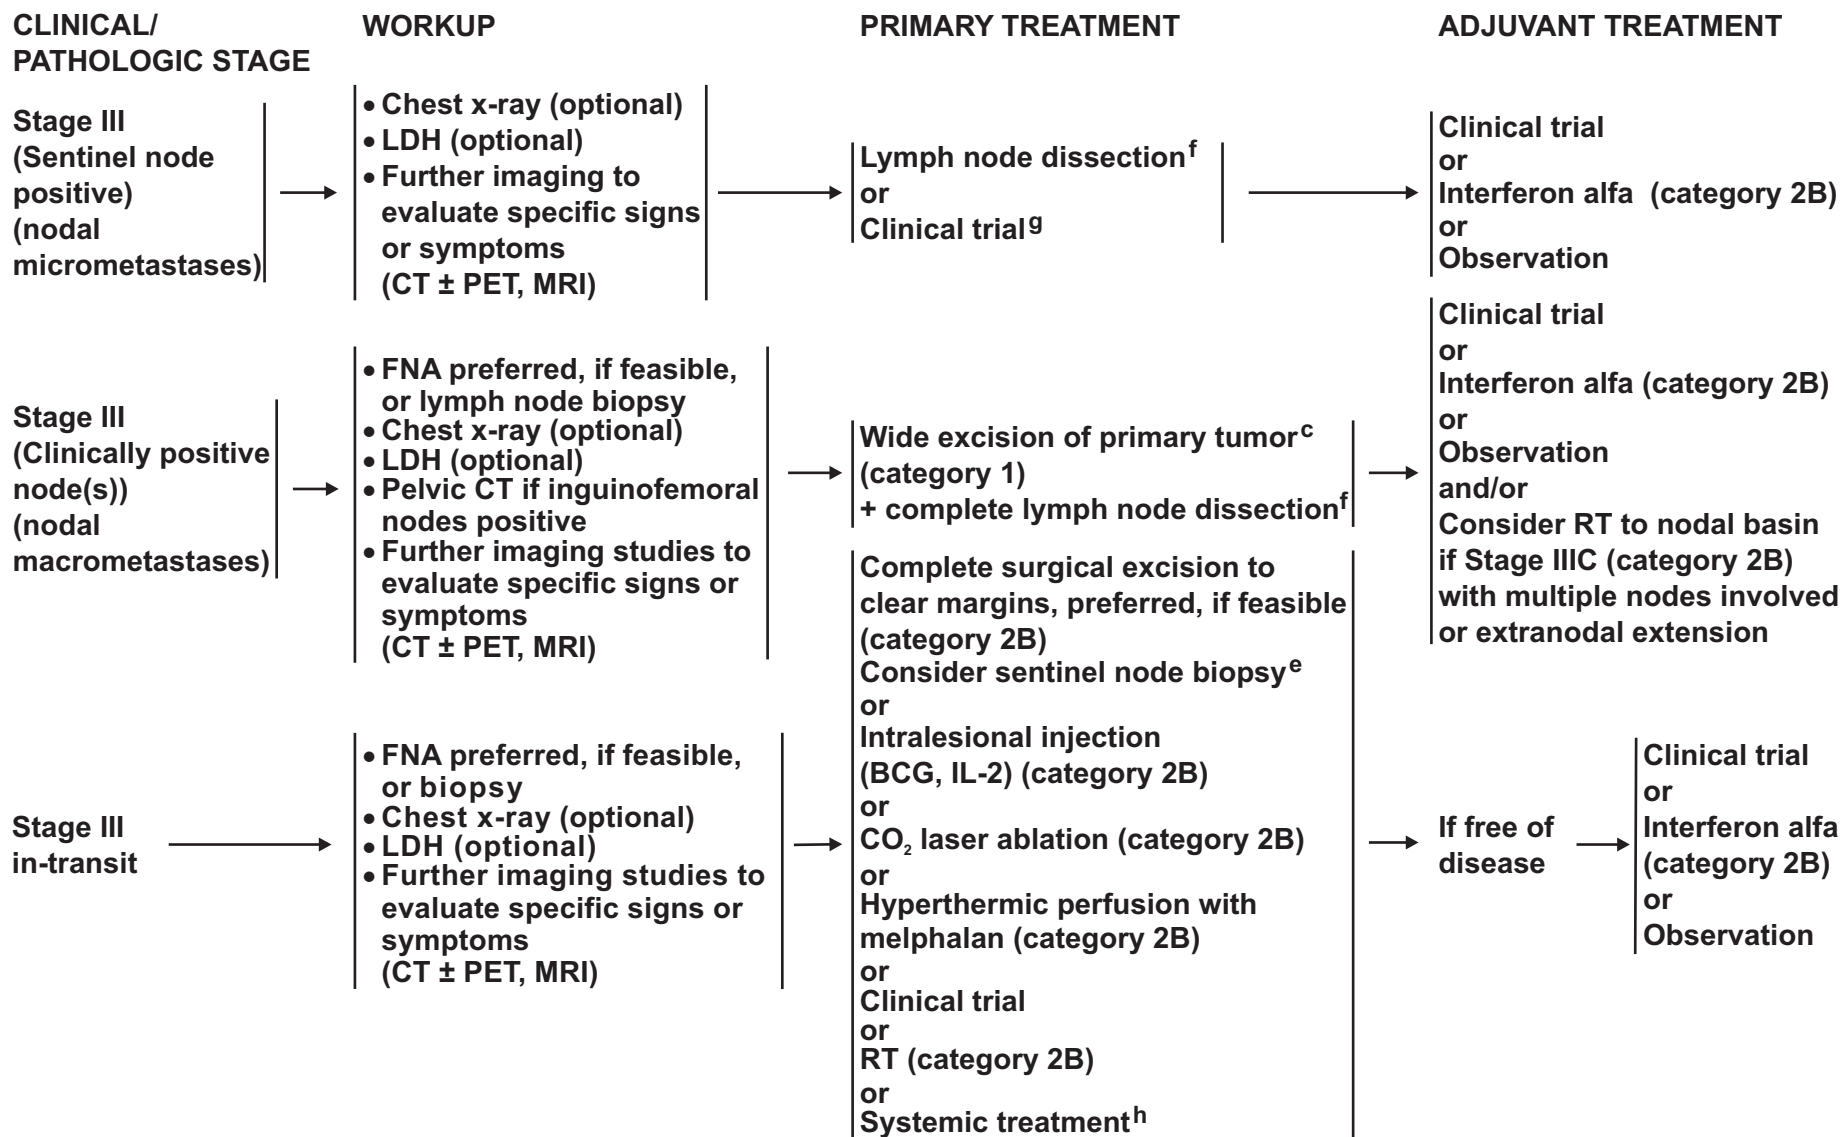 CLINICAL/
PATHOLOGIC STAGE
WORKUP
PRIMARY TREATMENT
ADJUVANT TREATMENT
Stage III
(Sentinel node
positive)
(nodal
micrometastases)
• Chest x-ray (optional)
• LDH (optional)
• Further imaging to
evaluate specific signs
or symptoms
(CT ± PET, MRI)
Lymph node dissection f
or
Clinical trial g
Clinical trial
or
Interferon alfa (category 2B)
or
Observation
Stage III
(Clinically positive
node(s))
(nodal
macrometastases)
• FNA preferred, if feasible,
or lymph node biopsy
• Chest x-ray (optional)
• LDH (optional)
• Pelvic CT if inguinofemoral
nodes positive
• Further imaging studies to
evaluate specific signs or
symptoms
(CT ± PET, MRI)
Wide excision of primary tumor c
(category 1)
+ complete lymph node dissection f
Clinical trial
or
Interferon alfa (category 2B)
or
Observation
and/or
Consider RT to nodal basin
if Stage IIIC (category 2B)
with multiple nodes involved
or extranodal extension
Stage III
in-transit
• FNA preferred, if feasible,
or biopsy
• Chest x-ray (optional)
• LDH (optional)
• Further imaging studies to
evaluate specific signs or
symptoms
(CT ± PET, MRI)
Complete surgical excision to
clear margins, preferred, if feasible
(category 2B)
Consider sentinel node biopsy e
or
Intralesional injection
(BCG, IL-2) (category 2B)
or
CO₂ laser ablation (category 2B)
or
Hyperthermic perfusion with
melphalan (category 2B)
or
Clinical trial
or
RT (category 2B)
or
Systemic treatment h
If free of
disease
Clinical trial
or
Interferon alfa
(category 2B)
or
Observation